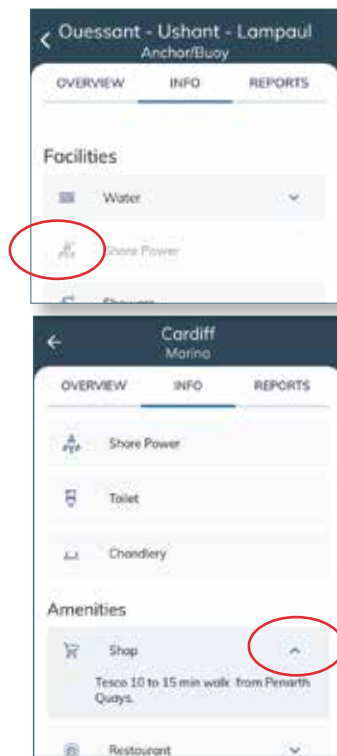 Ouessant - Ushant - Lampaul
Anchor/Buoy
OVERVIEW INFO REPORTS
Facilities
Water
Shore Power
Showers
Cardiff
Marina
OVERVIEW INFO REPORTS
Shore Power
Toilet
Chandlery
Amenities
Shop
Tesco 10 to 15 min walk from Penarth
Quays.
Restaurant